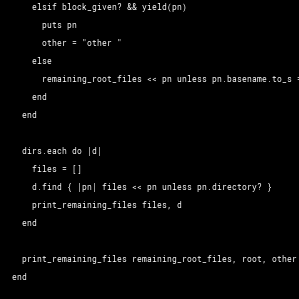 elsif block_given? && yield(pn)
puts pn
other = "other "
else
remaining_root_files << pn unless pn.basename.to_s =
end
end
dirs.each do |d|
files = []
d.find { |pn| files << pn unless pn.directory? }
print_remaining_files files, d
end
print_remaining_files remaining_root_files, root, other
end